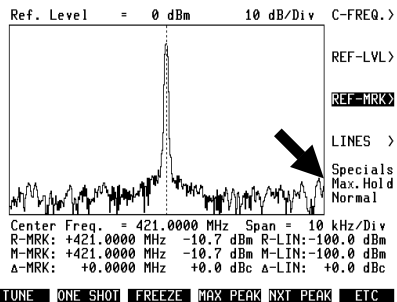 Ref. Level = 0 dBm 10 dB/Div C-FREQ.>
REF-LVL>
REF-MRK>
LINES >
Specials
Max.Hold
Normal
Center Freq. = 421.0000 MHz Span = 10 kHz/Div
R-MRK: +421.0000 MHz -10.7 dBm R-LIN:-100.0 dBm
M-MRK: +421.0000 MHz -10.7 dBm M-LIN:-100.0 dBm
Δ-MRK: +0.0000 MHz +0.0 dBc Δ-LIN: +0.0 dBc
TUNE ONE SHOT FREEZE MAX PEAK NXT PEAK ETC